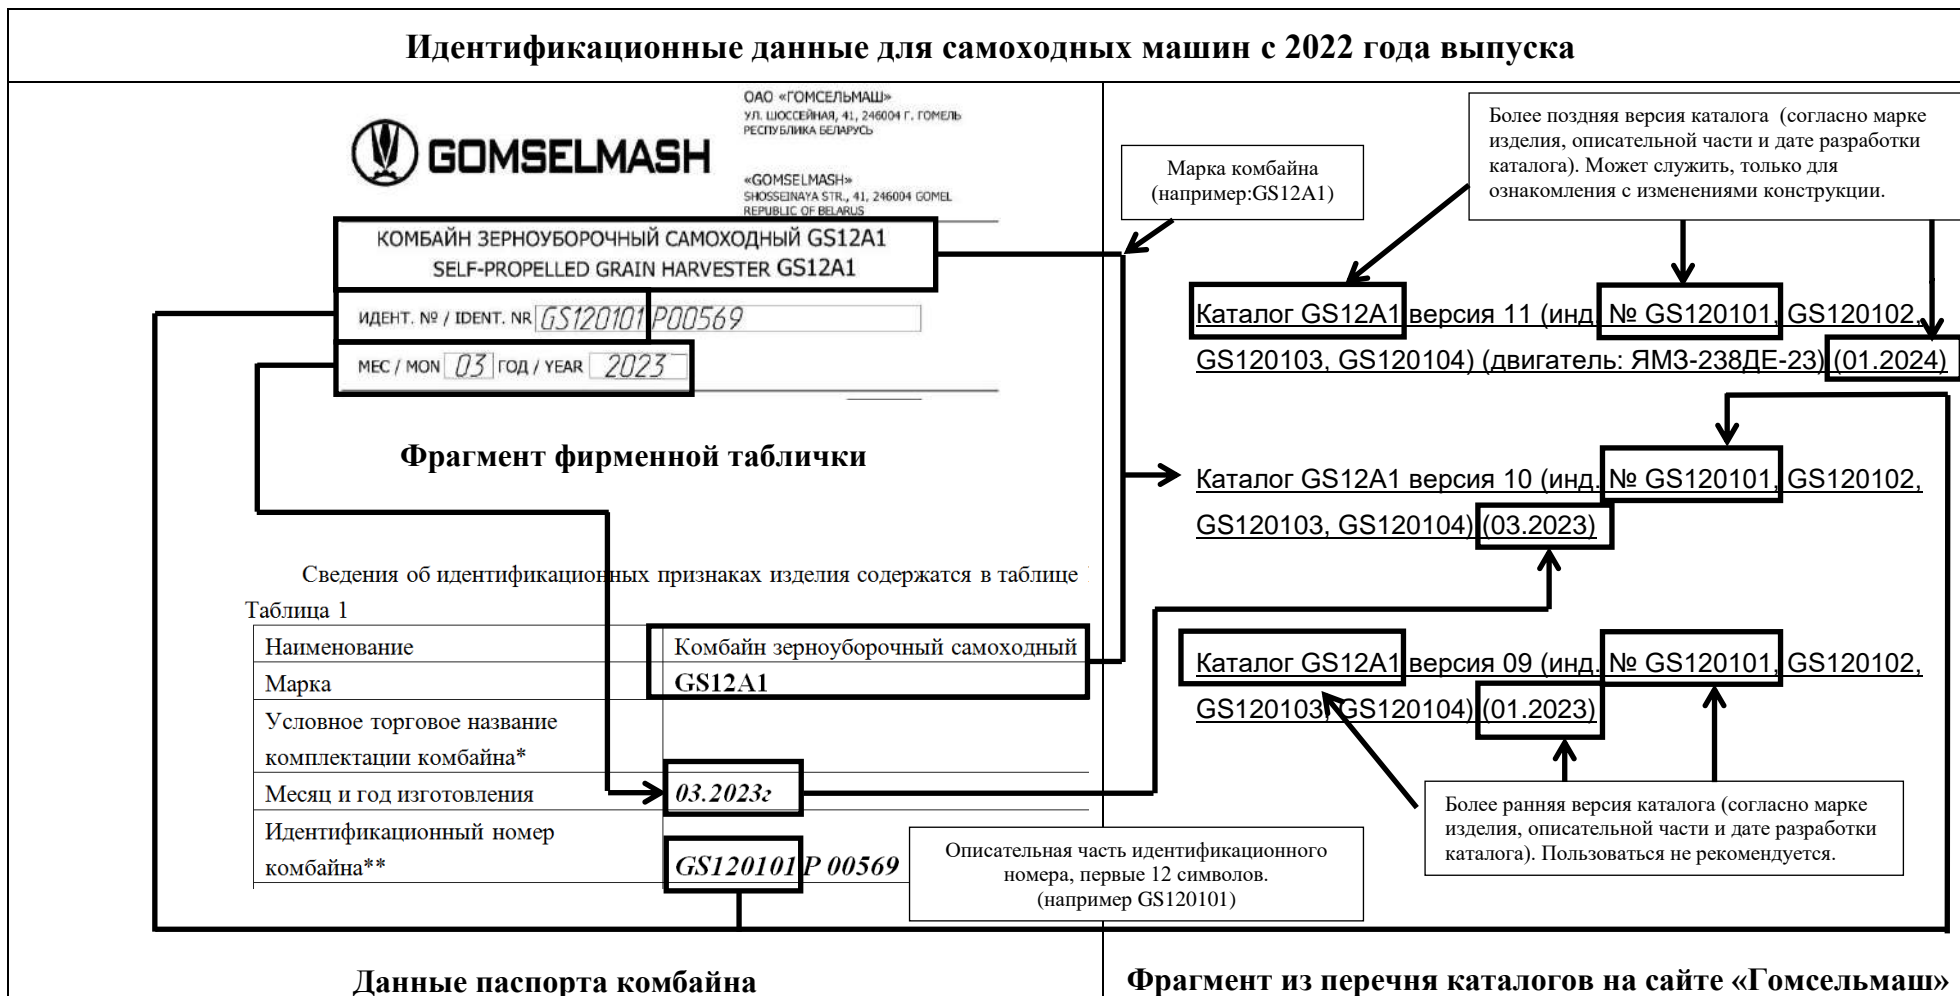 Идентификационные данные для самоходных машин с 2022 года выпуска
ОАО «ГОМСЕЛЬМАШ»
УЛ. ШОССЕЙНАЯ, 41, 246004 Г. ГОМЕЛЬ
РЕСПУБЛИКА БЕЛАРУСЬ
GOMSELMASH
«GOMSELMASH»
SHOSSEINAYA STR., 41, 246004 GOMEL
REPUBLIC OF BELARUS
КОМБАЙН ЗЕРНОУБОРОЧНЫЙ САМОХОДНЫЙ GS12A1
SELF-PROPELLED GRAIN HARVESTER GS12A1
ИДЕНТ. № / IDENT. NR GS120101 P00569
МЕС / MON 03 ГОД / YEAR 2023
Фрагмент фирменной таблички
Сведения об идентификационных признаках изделия содержатся в таблице
Таблица 1
Наименование Комбайн зерноуборочный самоходный
Марка GS12A1
Условное торговое название
комплектации комбайна*
Месяц и год изготовления 03.2023г
Идентификационный номер
комбайна** GS120101 P 00569
Данные паспорта комбайна
Марка комбайна
(например:GS12A1)
Более поздняя версия каталога (согласно марке
изделия, описательной части и дате разработки
каталога). Может служить, только для
ознакомления с изменениями конструкции.
Каталог GS12A1 версия 11 (инд. № GS120101, GS120102,
GS120103, GS120104) (двигатель: ЯМЗ-238ДЕ-23) (01.2024)
Каталог GS12A1 версия 10 (инд. № GS120101, GS120102,
GS120103, GS120104) (03.2023)
Каталог GS12A1 версия 09 (инд. № GS120101, GS120102,
GS120103, GS120104) (01.2023)
Более ранняя версия каталога (согласно марке
изделия, описательной части и дате разработки
каталога). Пользоваться не рекомендуется.
Описательная часть идентификационного
номера, первые 12 символов.
(например GS120101)
Фрагмент из перечня каталогов на сайте «Гомсельмаш»